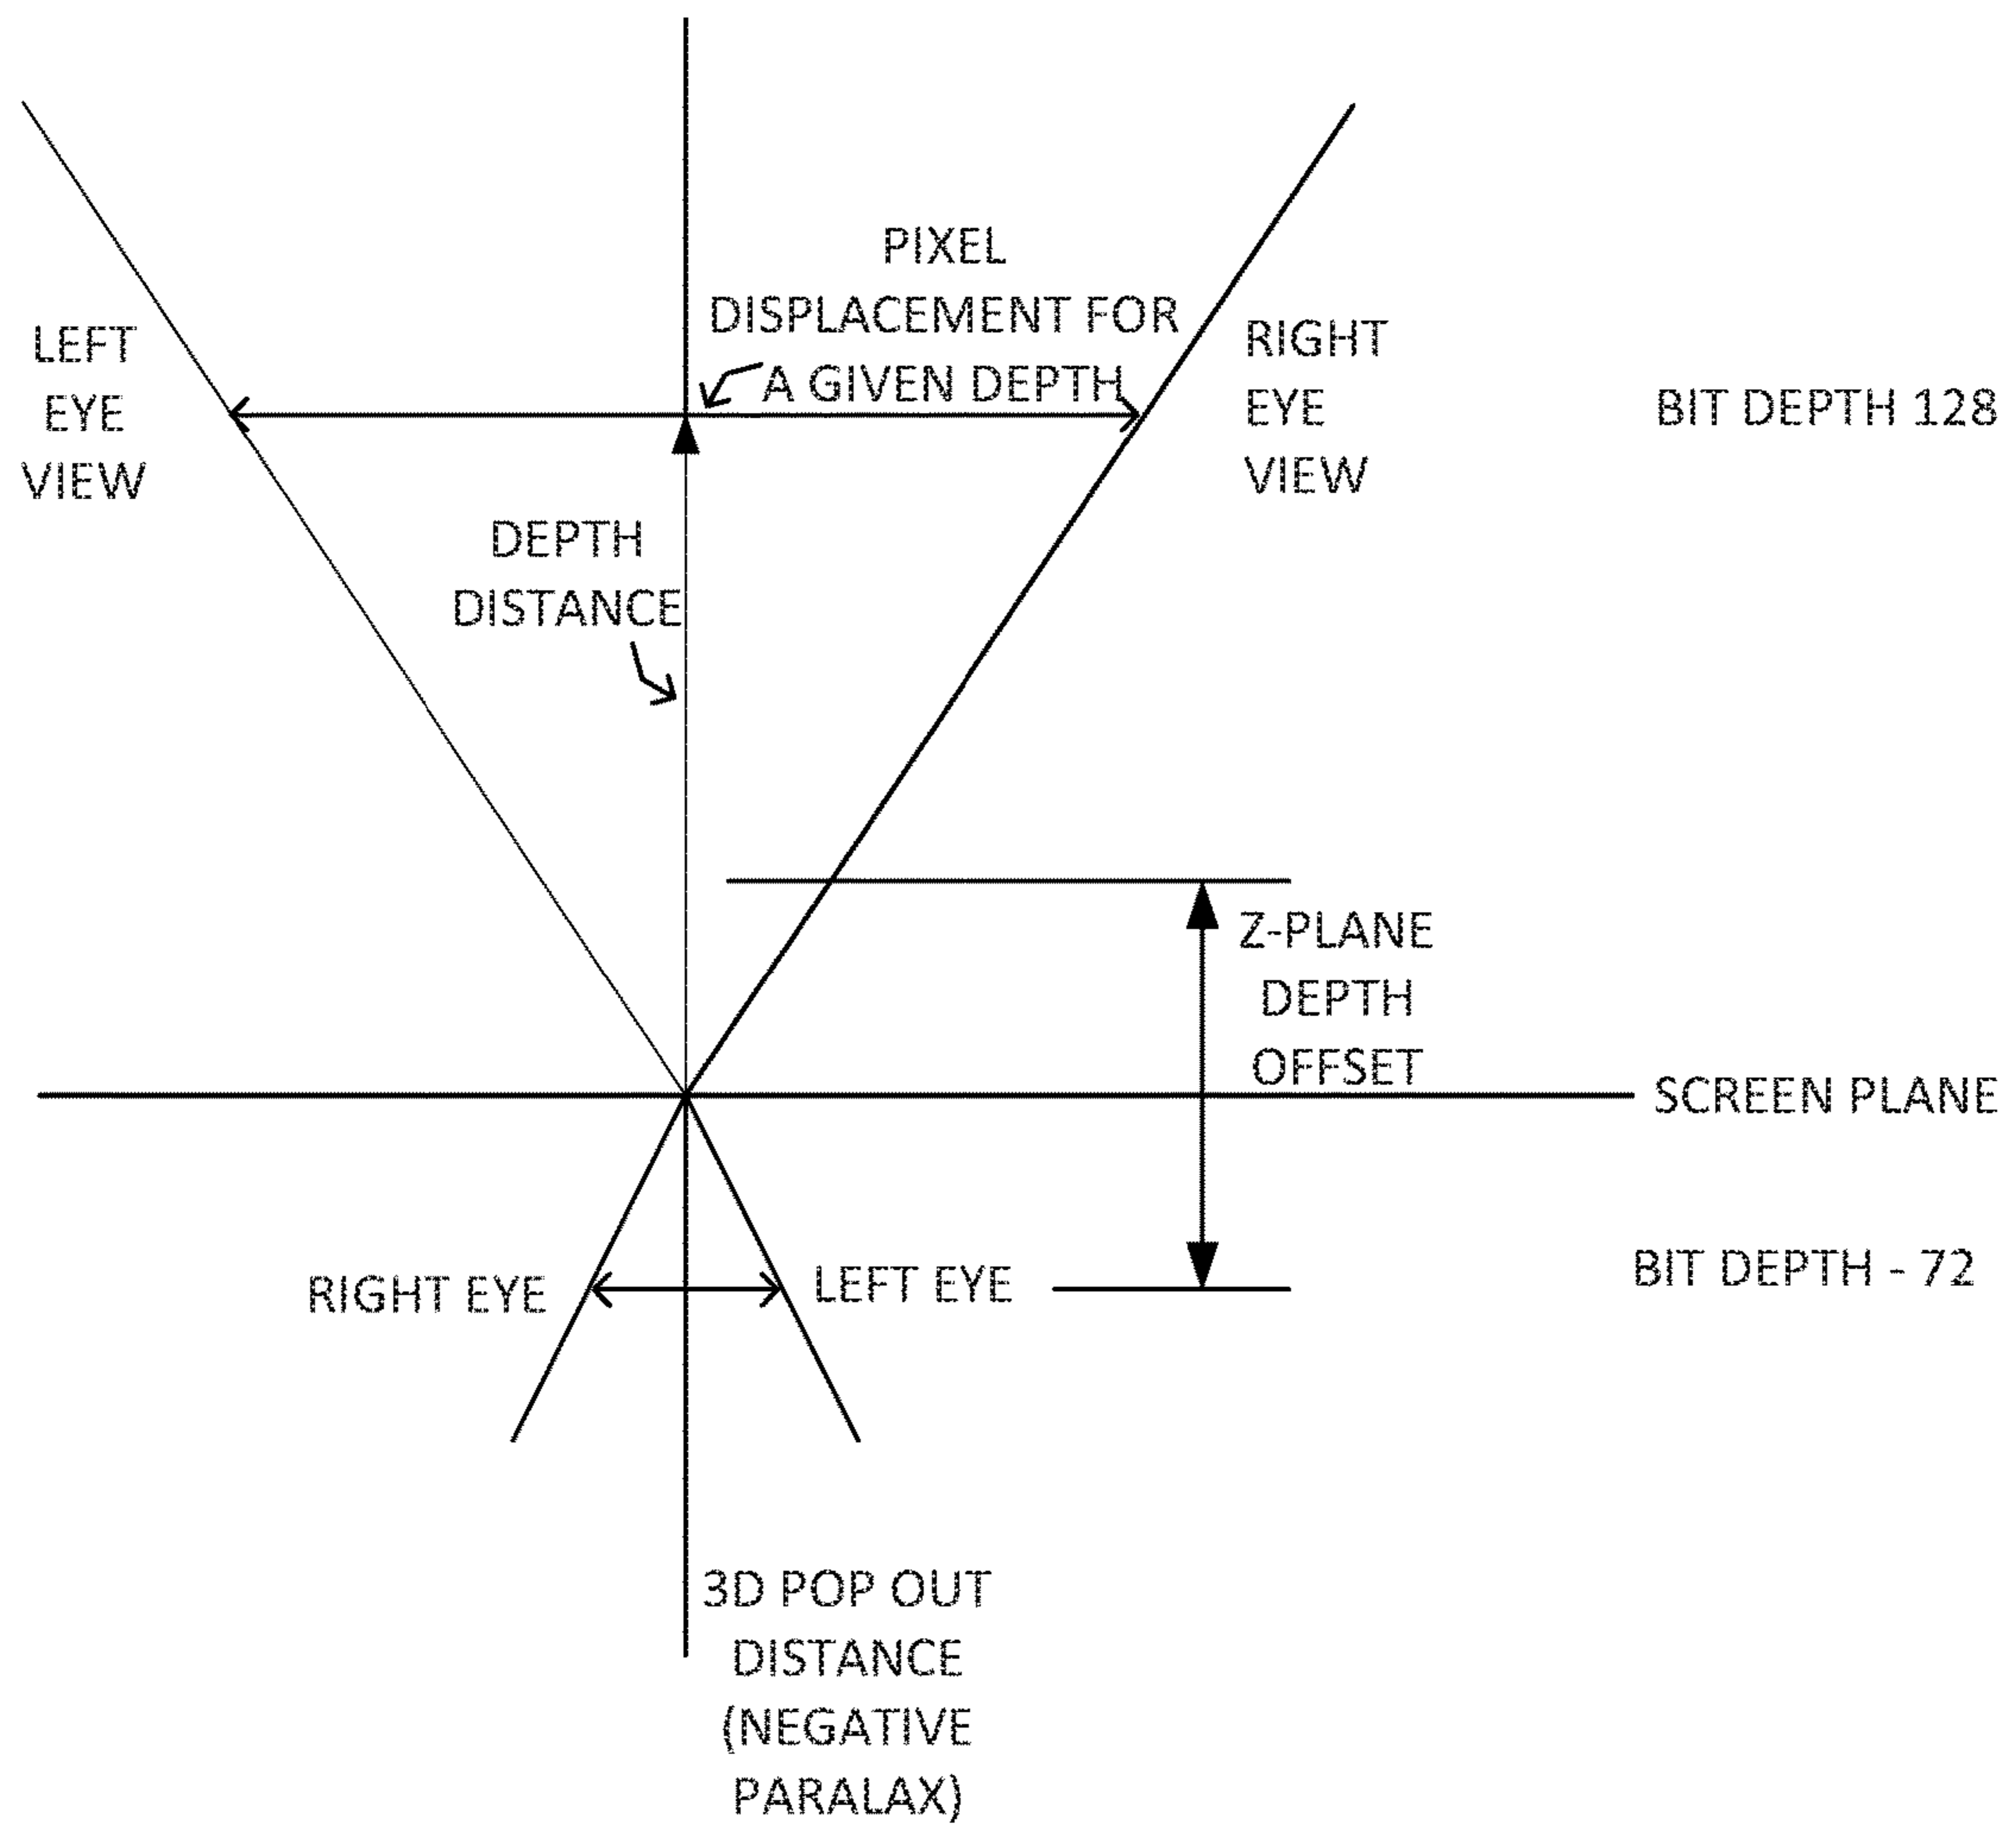 PIXEL
DISPLACEMENT FOR
A GIVEN DEPTH
LEFT
EYE
VIEW
RIGHT
EYE
VIEW
BIT DEPTH 128
DEPTH
DISTANCE
Z-PLANE
DEPTH
OFFSET
SCREEN PLANE
BIT DEPTH - 72
RIGHT EYE
LEFT EYE
3D POP OUT
DISTANCE
(NEGATIVE
PARALAX)